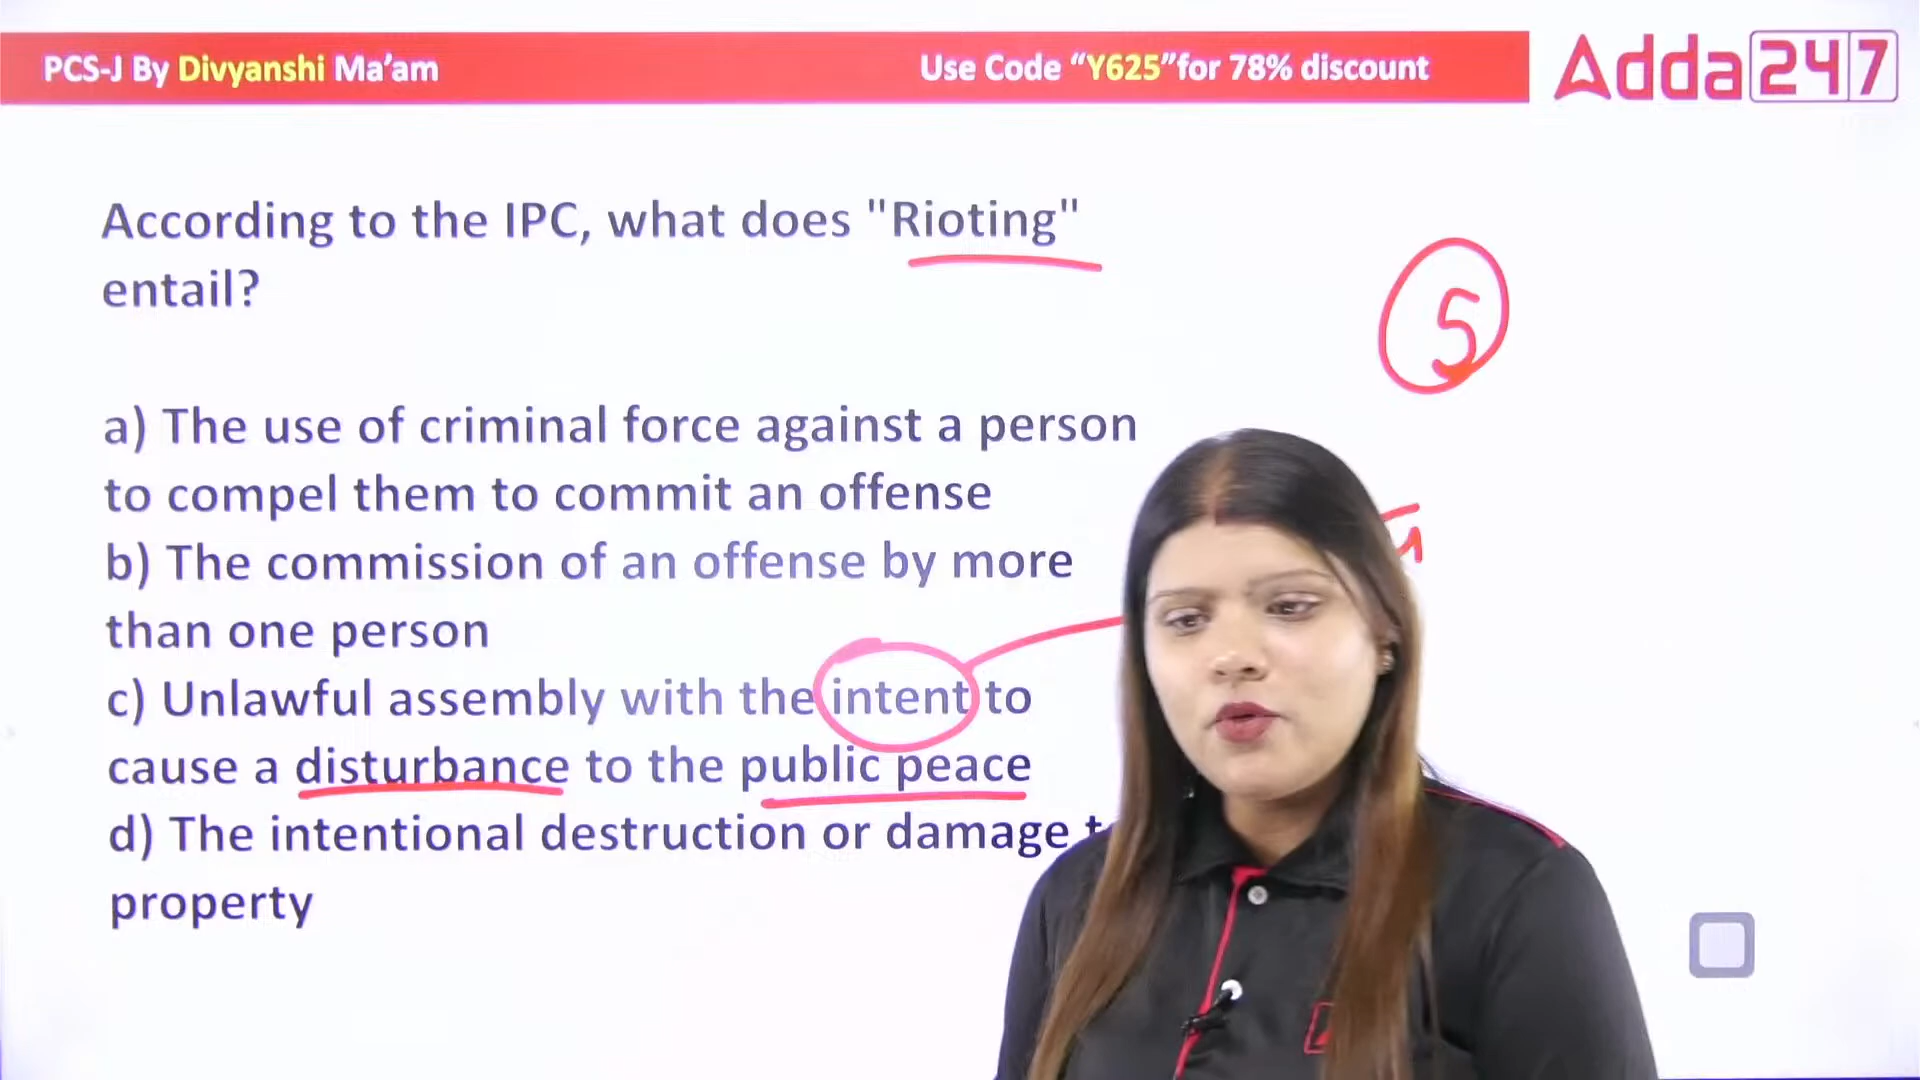 PCS-J By Divyanshi Ma’am
Use Code “Y625”for 78% discount
Adda247
According to the IPC, what does "Rioting"
entail?
5
a) The use of criminal force against a person
to compel them to commit an offense
b) The commission of an offense by more
than one person
c) Unlawful assembly with the intent to
cause a disturbance to the public peace
d) The intentional destruction or damage
property